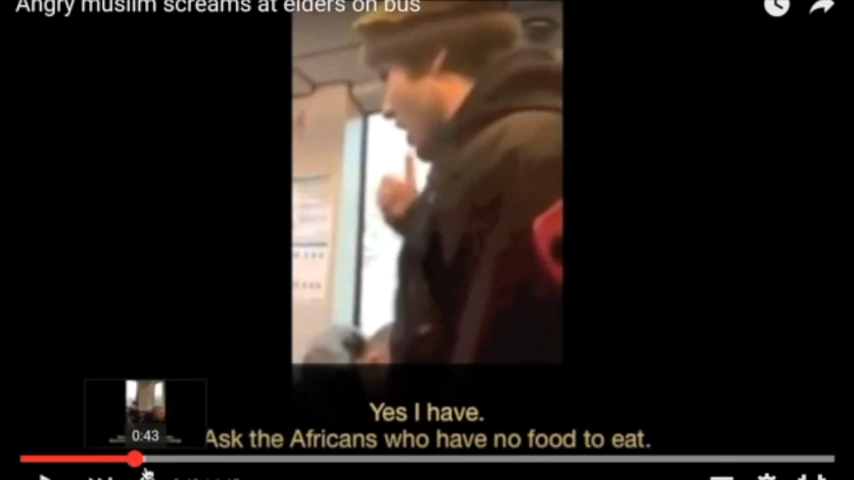 Angry muslim screams at elders on bus
Yes I have.
Ask the Africans who have no food to eat.
0:43